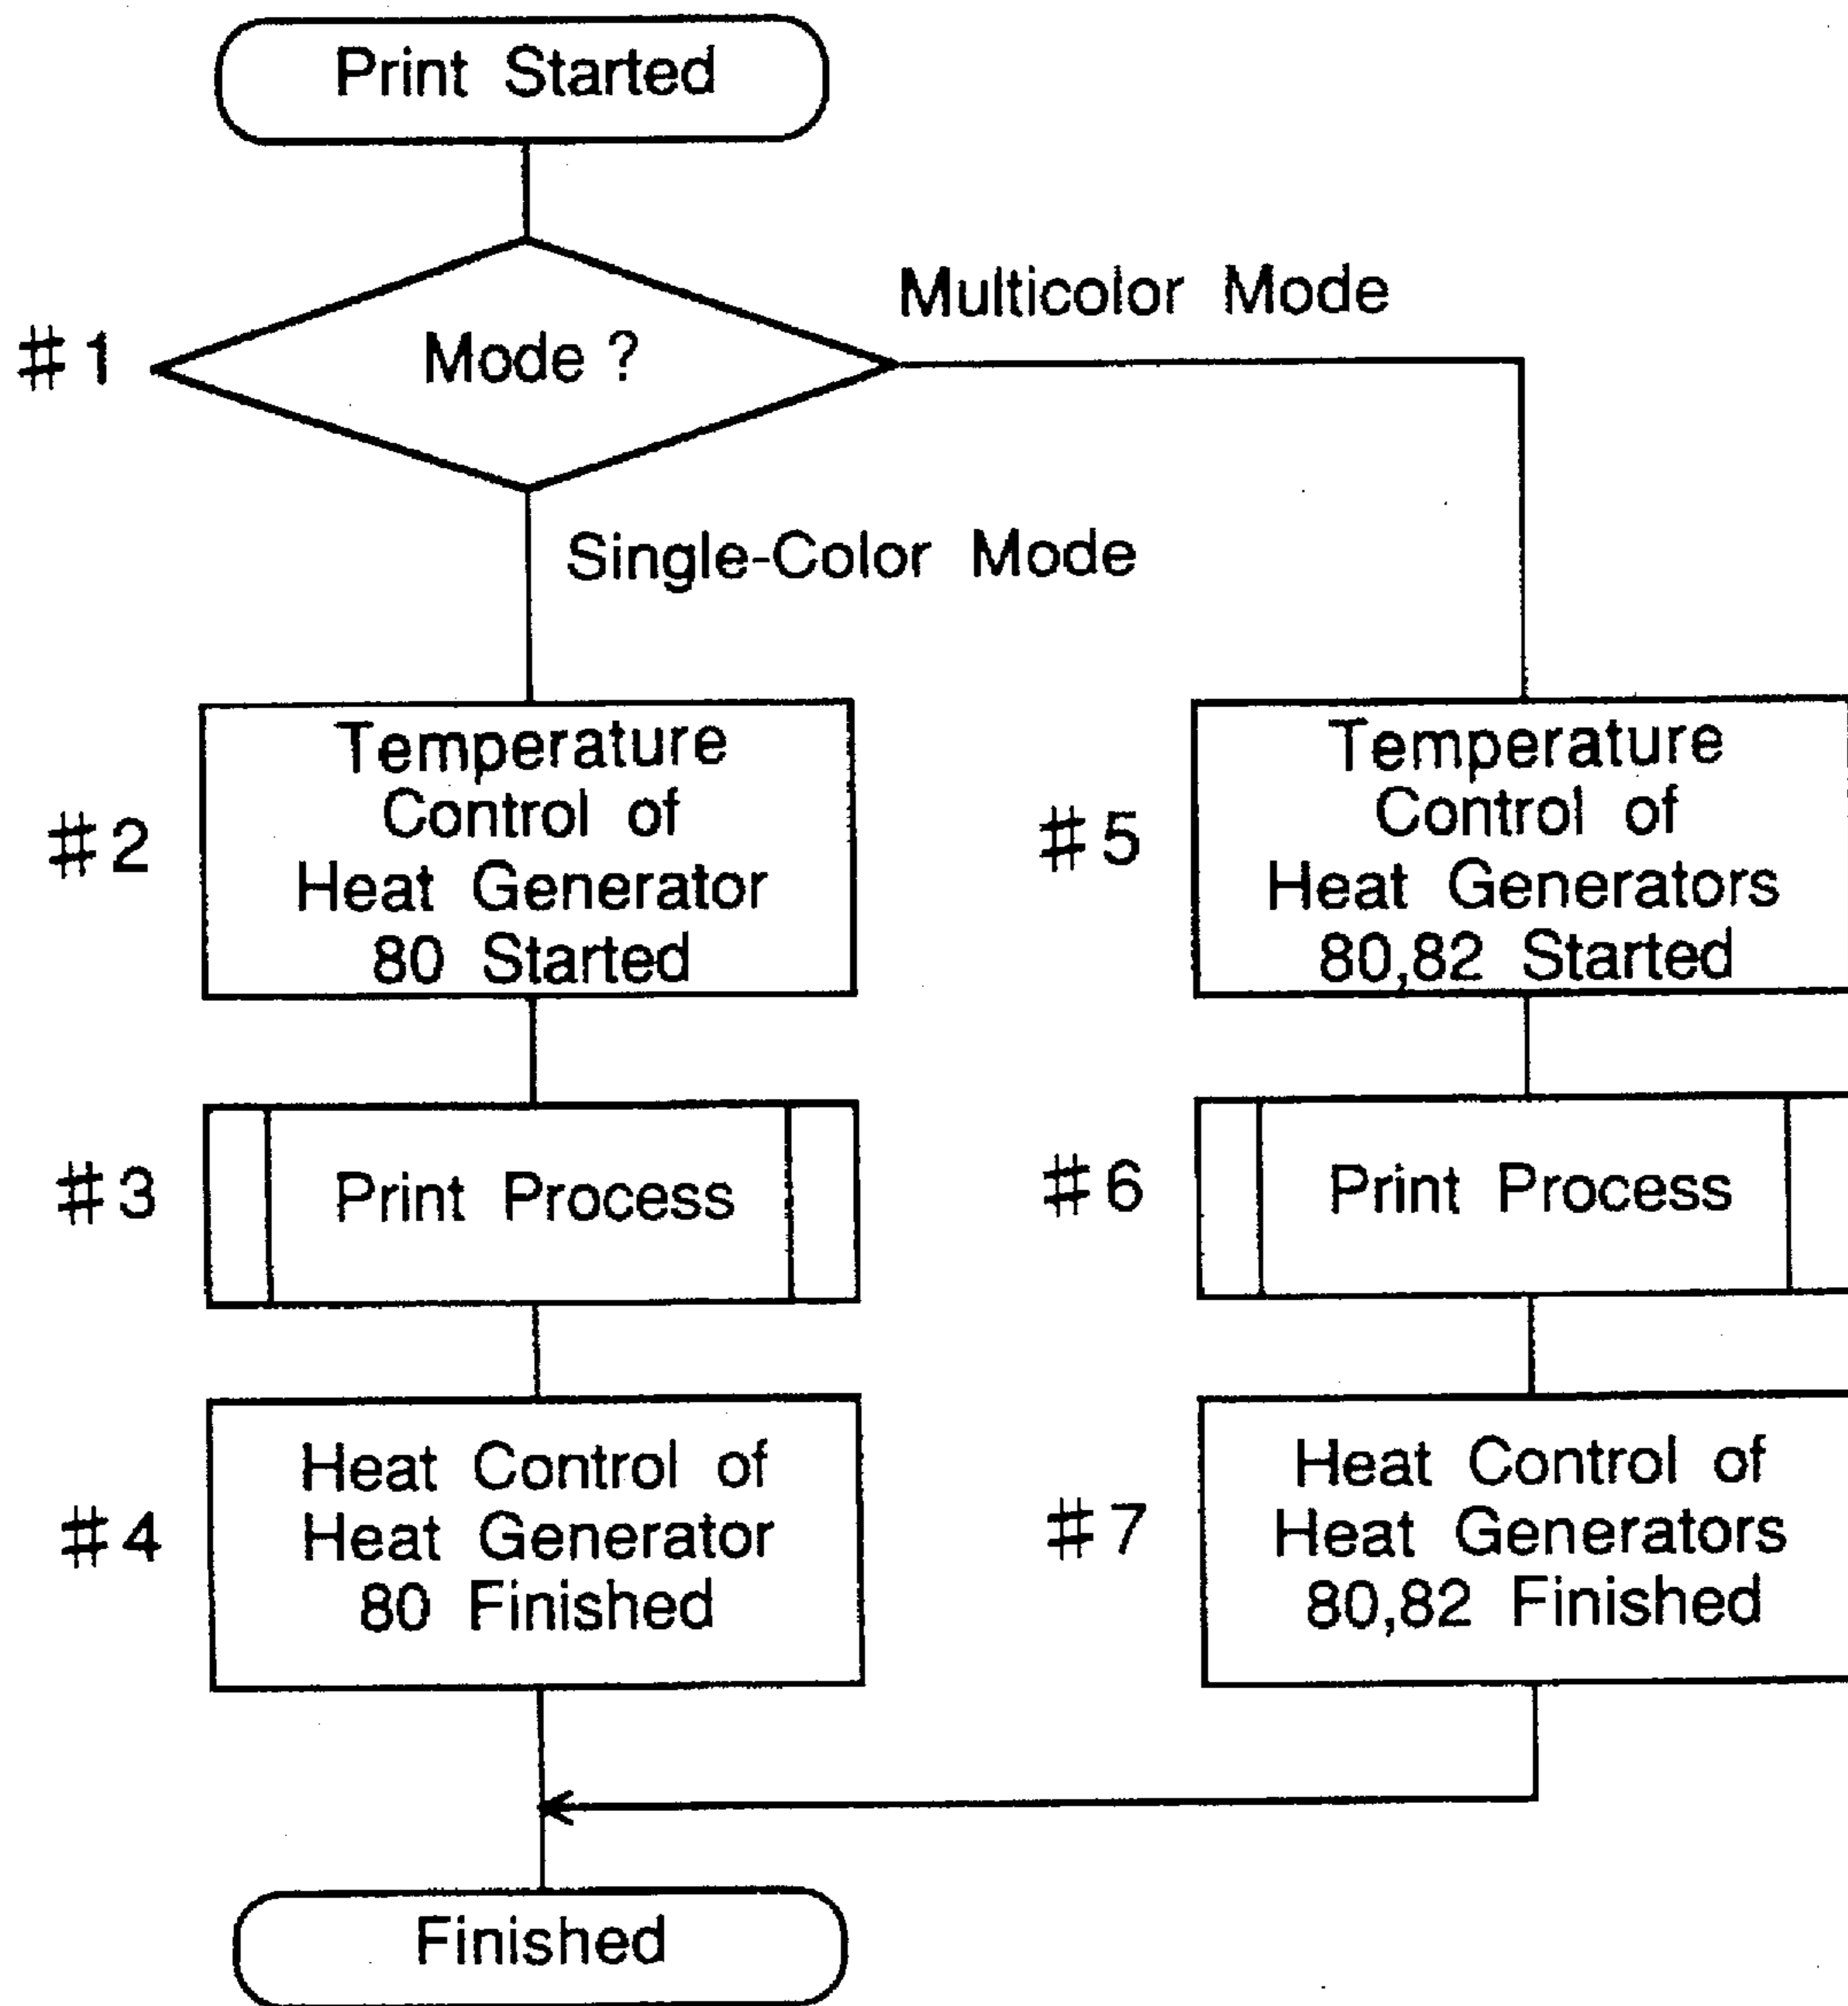 Print Started
#1
Mode ?
Multicolor Mode
Single-Color Mode
#2
Temperature
Control of
Heat Generator
80 Started
#3
Print Process
#4
Heat Control of
Heat Generator
80 Finished
#5
Temperature
Control of
Heat Generators
80,82 Started
#6
Print Process
#7
Heat Control of
Heat Generators
80,82 Finished
Finished